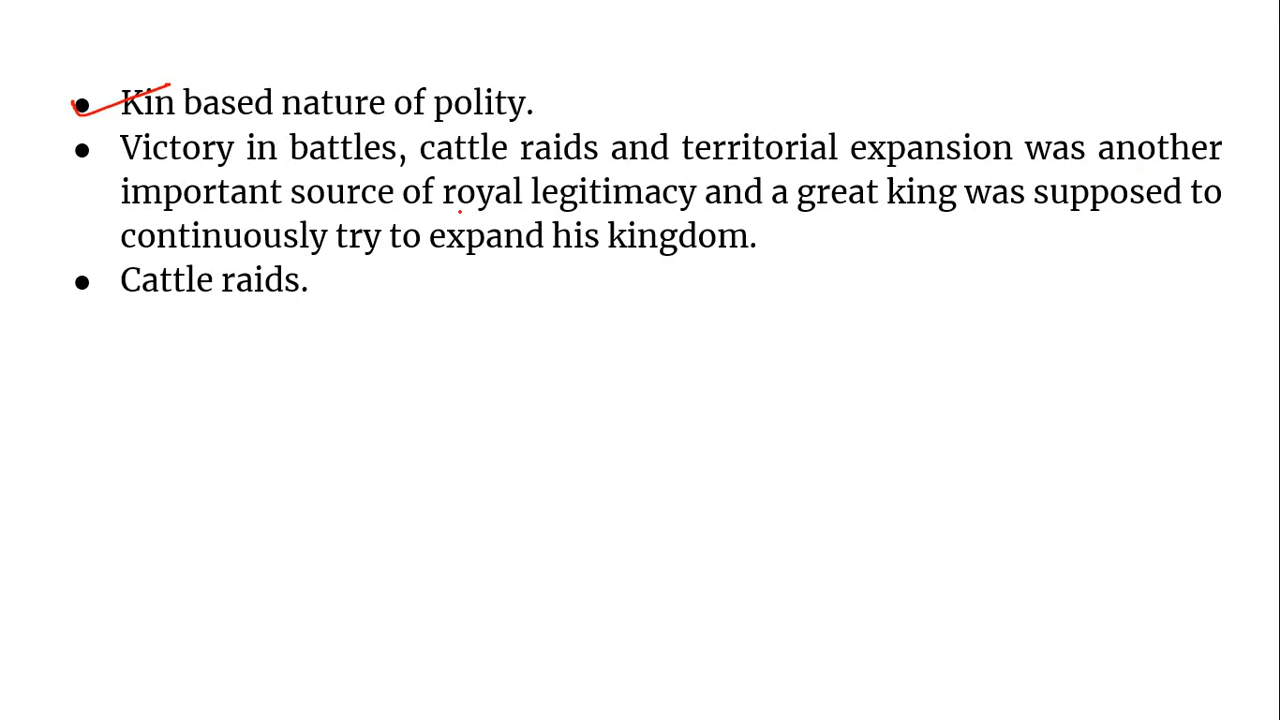 ● Kin based nature of polity.
● Victory in battles, cattle raids and territorial expansion was another
important source of royal legitimacy and a great king was supposed to
continuously try to expand his kingdom.
● Cattle raids.